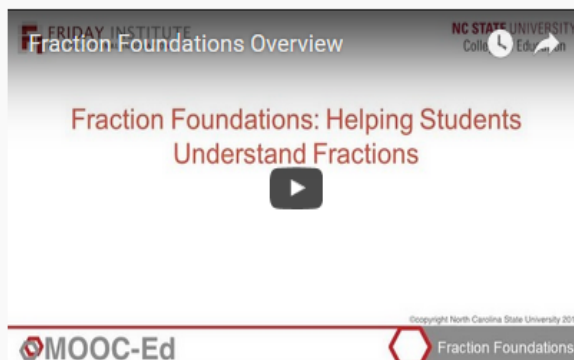 FRIDAY INSTITUTE
Fraction Foundations Overview
NC STATE UNIVERSITY
Fraction Foundations: Helping Students
Understand Fractions
©copyright North Carolina State University
MOOC-Ed
Fraction Foundations